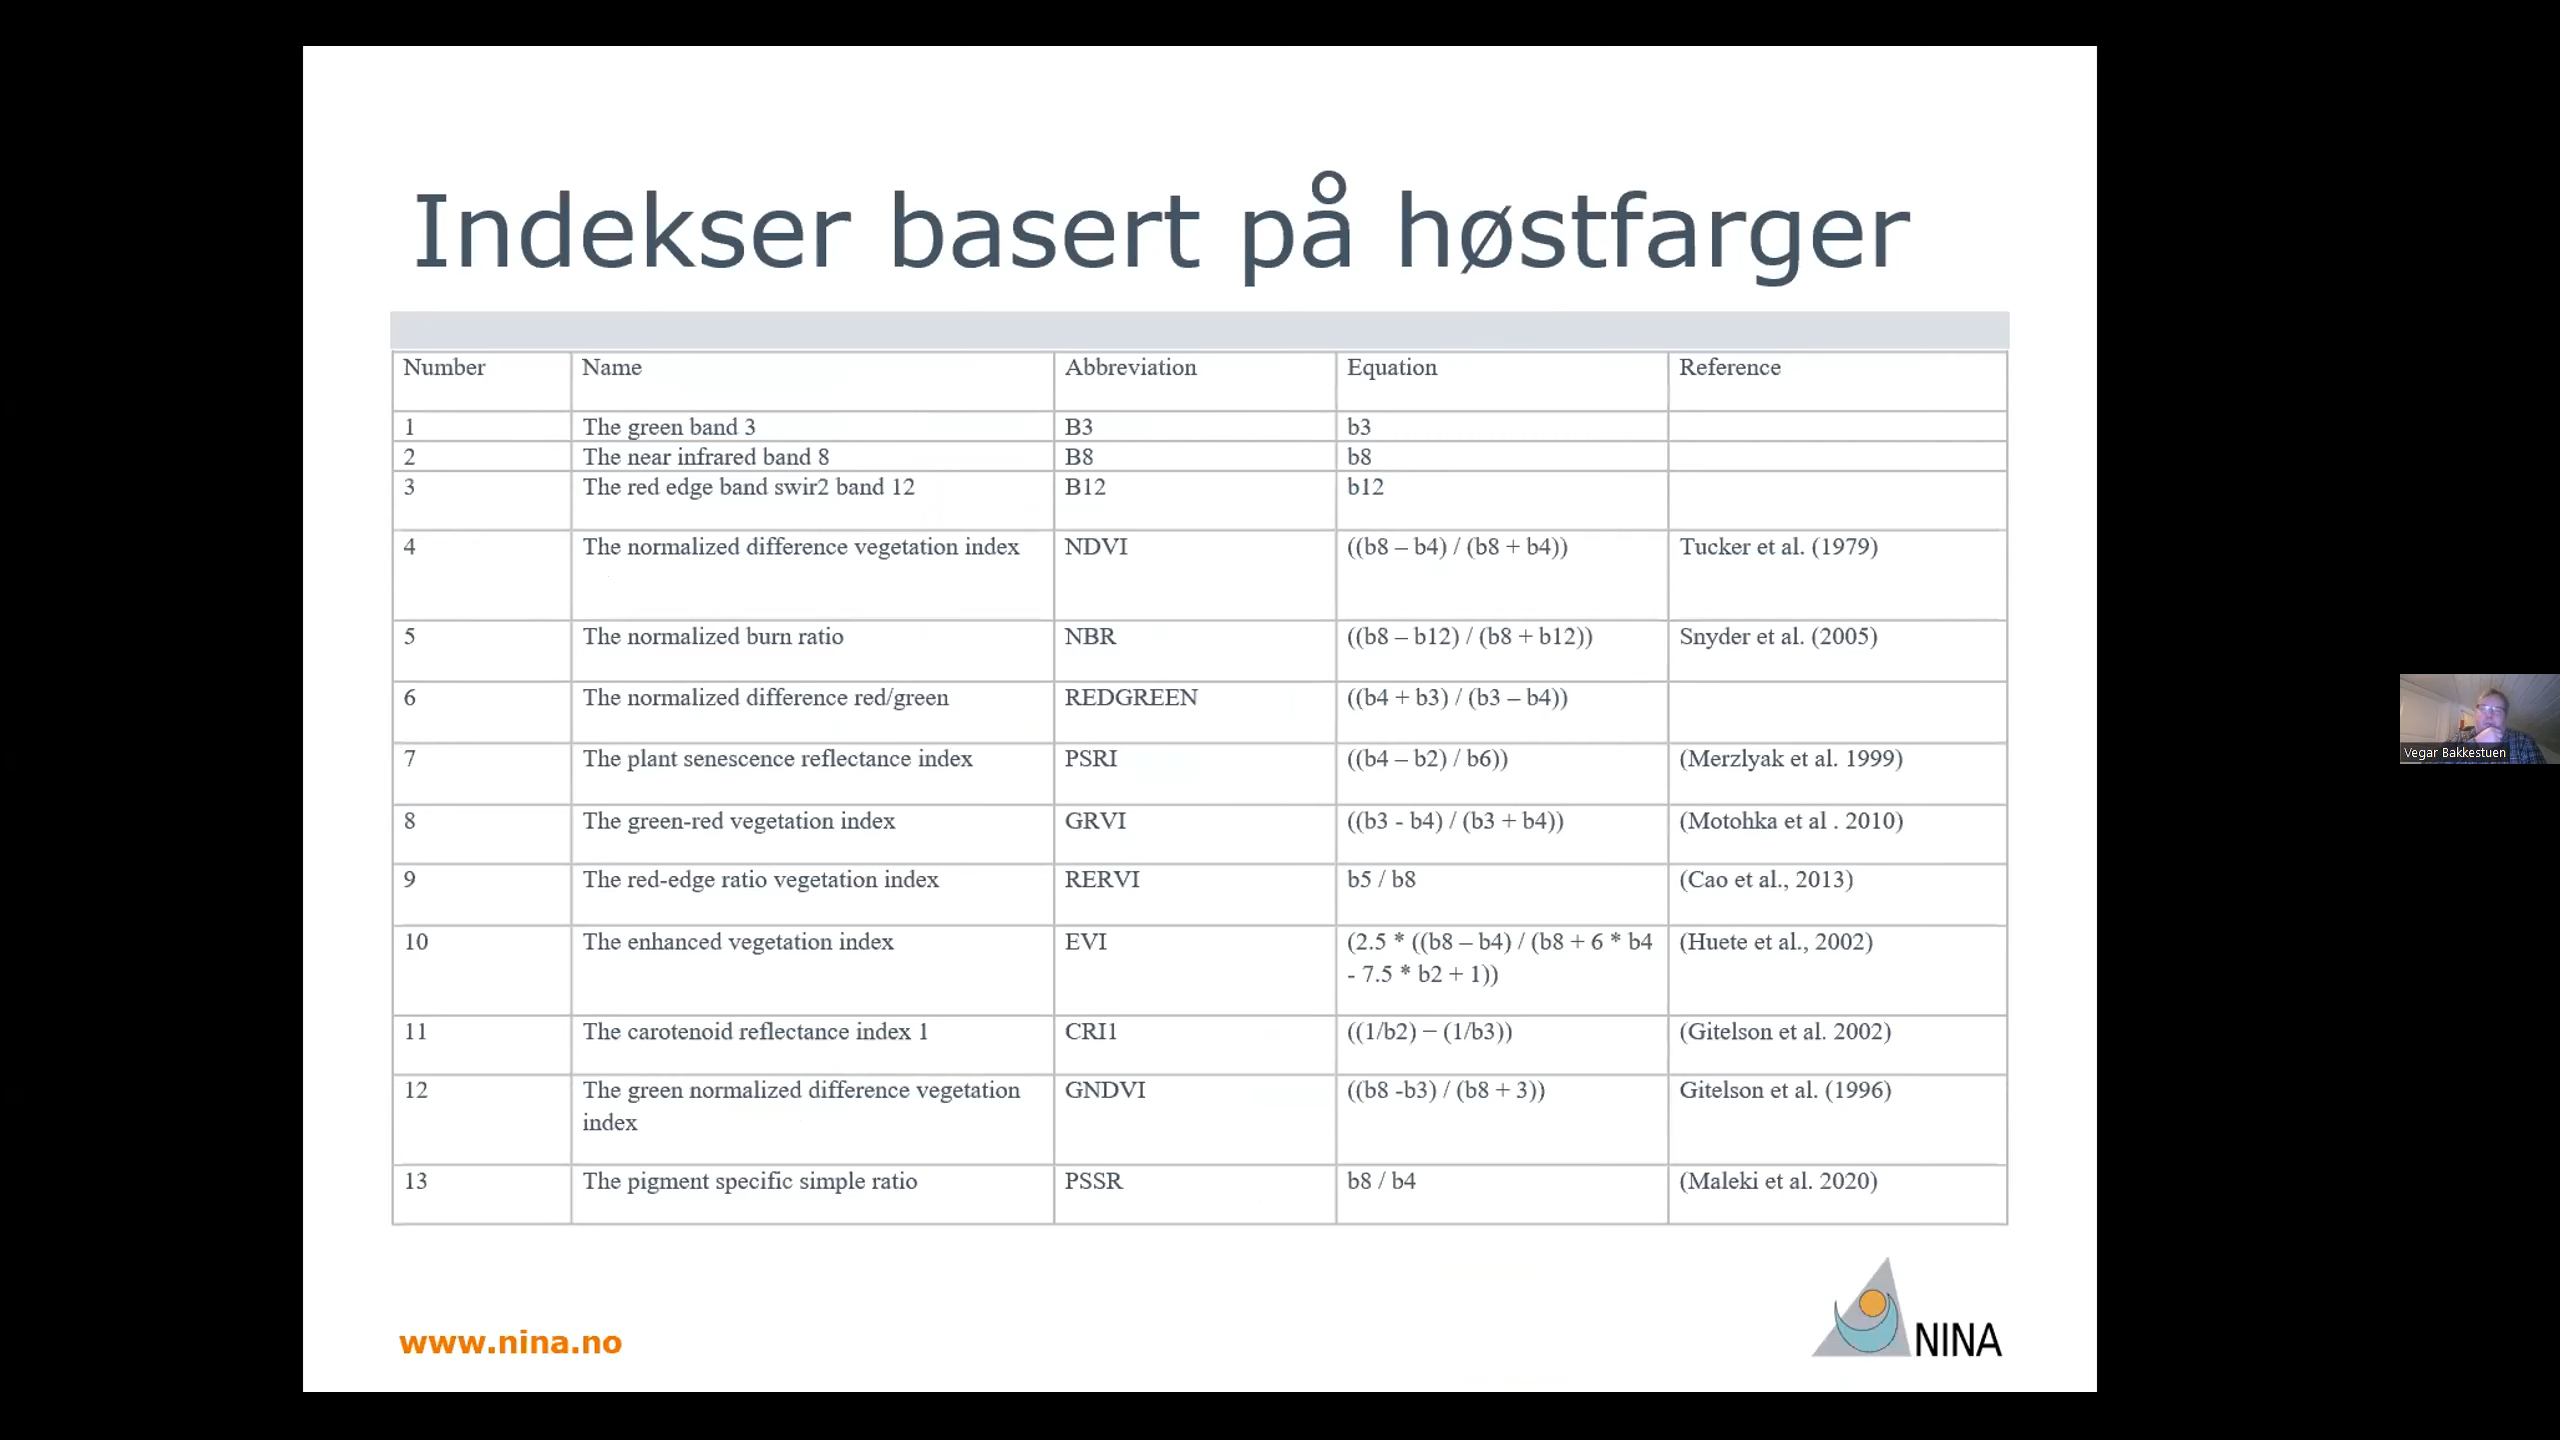 Indekser basert på høstfarger
Number Name Abbreviation Equation Reference
1 The green band 3 B3 b3
2 The near infrared band 8 B8 b8
3 The red edge band swir2 band 12 B12 b12
4 The normalized difference vegetation index NDVI ((b8 – b4) / (b8 + b4)) Tucker et al. (1979)
5 The normalized burn ratio NBR ((b8 – b12) / (b8 + b12)) Snyder et al. (2005)
6 The normalized difference red/green REDGREEN ((b4 + b3) / (b3 – b4))
7 The plant senescence reflectance index PSRI ((b4 – b2) / b6)) (Merzlyak et al. 1999)
8 The green-red vegetation index GRVI ((b3 - b4) / (b3 + b4)) (Motohka et al . 2010)
9 The red-edge ratio vegetation index RERVI b5 / b8 (Cao et al., 2013)
10 The enhanced vegetation index EVI (2.5 * ((b8 – b4) / (b8 + 6 * b4 (Huete et al., 2002)
- 7.5 * b2 + 1))
11 The carotenoid reflectance index 1 CRI1 ((1/b2) − (1/b3)) (Gitelson et al. 2002)
12 The green normalized difference vegetation GNDVI ((b8 -b3) / (b8 + 3)) Gitelson et al. (1996)
index
13 The pigment specific simple ratio PSSR b8 / b4 (Maleki et al. 2020)
www.nina.no
NINA
Vegar Bakkestuen